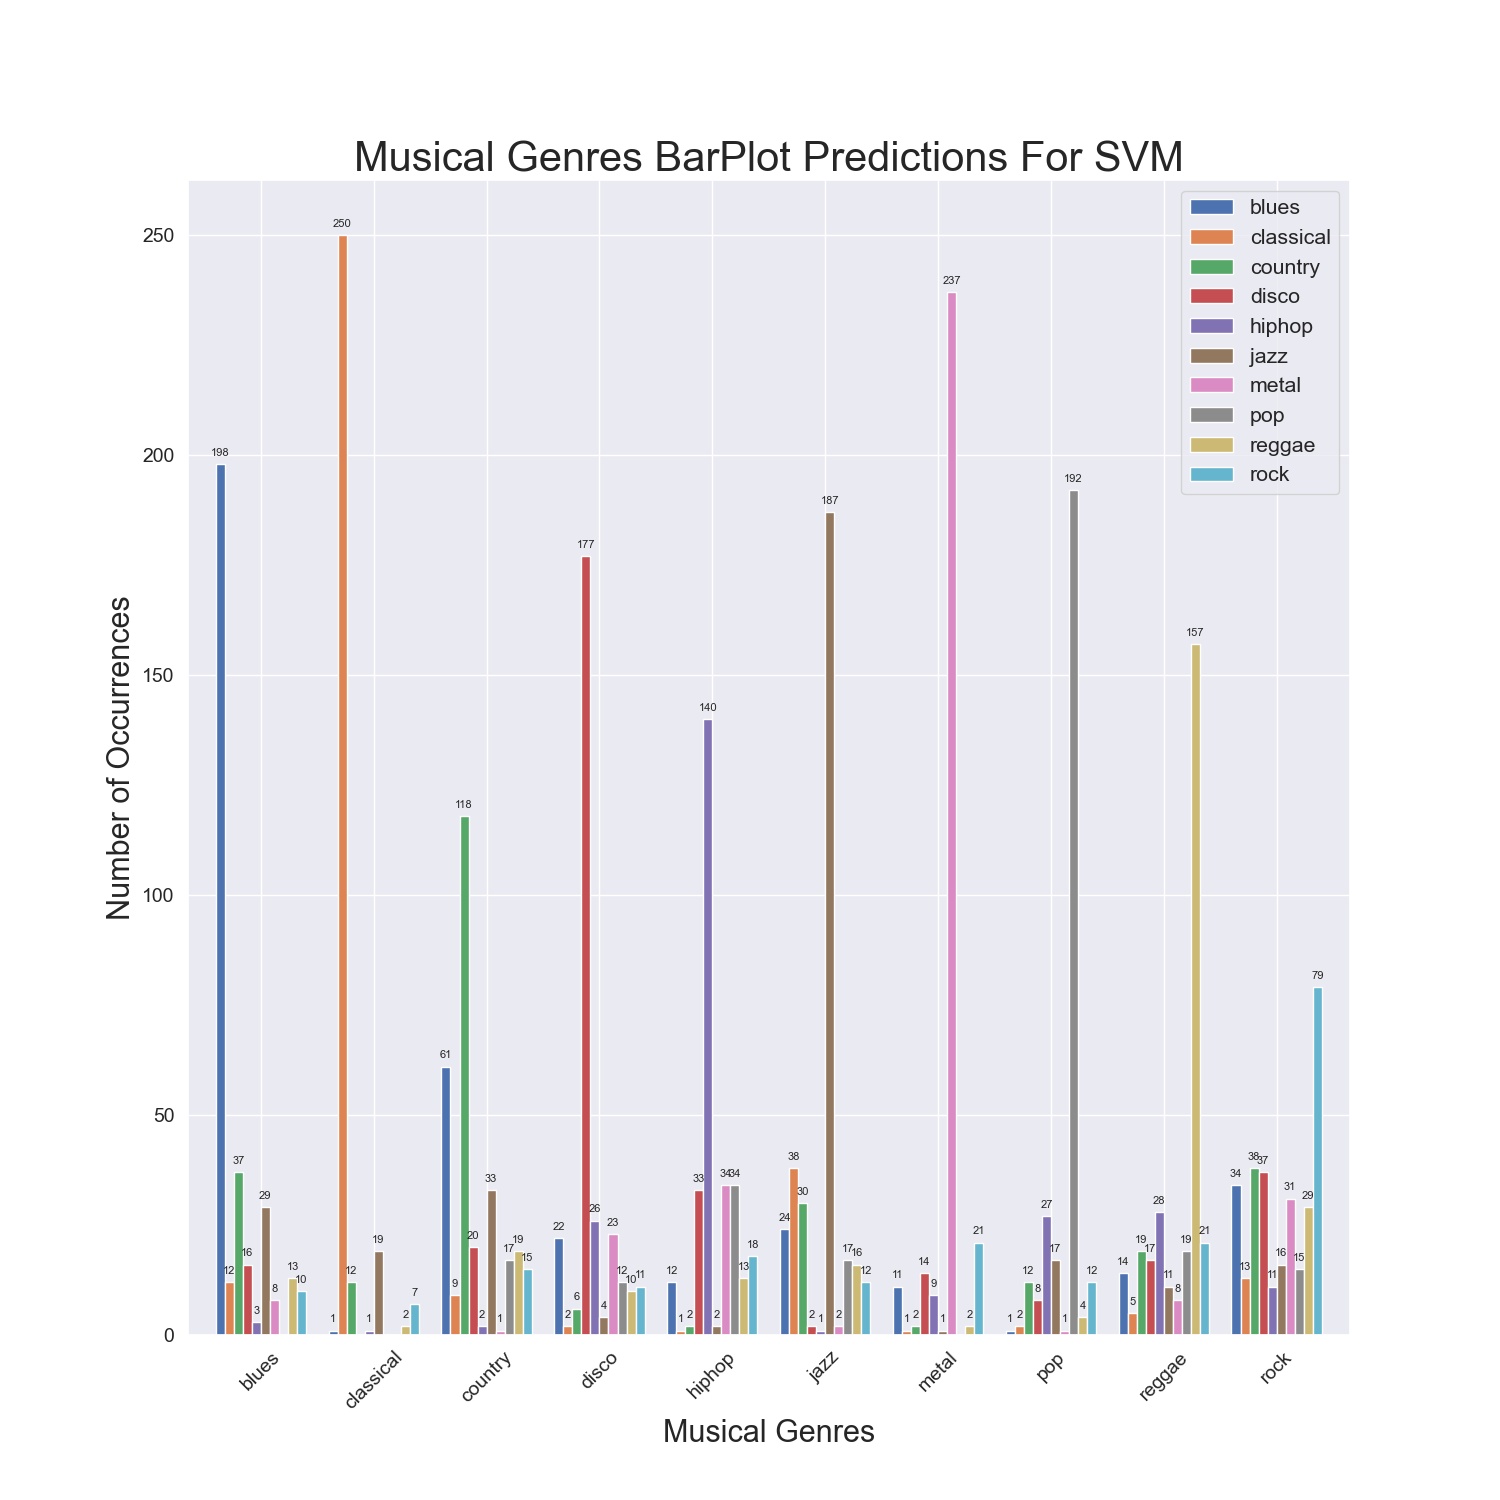 Musical Genres BarPlot Predictions For SVM
blues
classical
country
disco
hiphop
jazz
metal
pop
reggae
rock
Number of Occurrences
250
200
150
100
50
0
198 12 37 16 3 29 8 13 10
1 250 12 1 19 2 7
61 9 118 20 2 33 1 17 19 15
22 2 6 177 26 4 23 12 10 11
12 1 2 33 140 2 34 34 13 18
24 38 30 2 1 187 2 17 16 12
11 1 2 14 9 1 237 2 21
1 2 12 8 27 17 1 192 4 12
14 5 19 17 28 11 8 19 157 21
34 13 38 37 11 16 31 15 29 79
blues classical country disco hiphop jazz metal pop reggae rock
Musical Genres